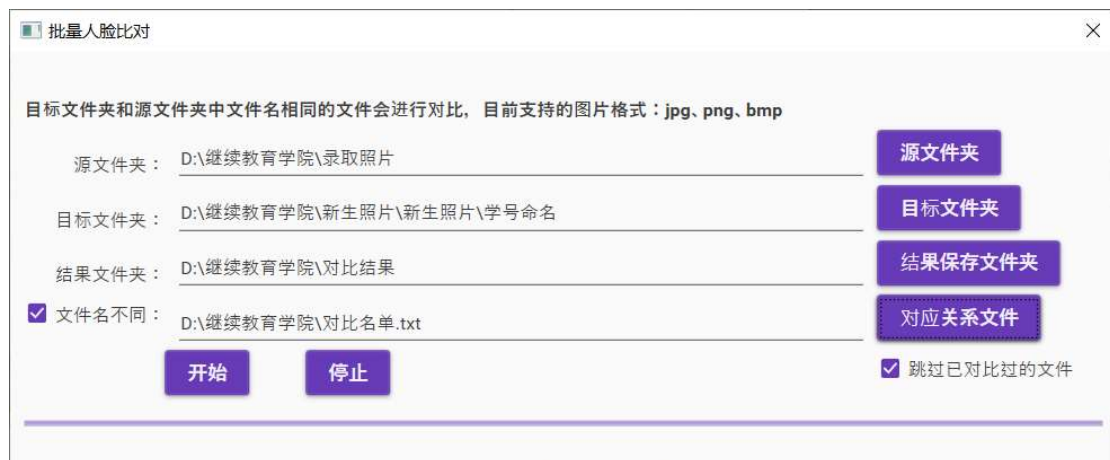 批量人脸比对
目标文件夹和源文件夹中文件名相同的文件会进行对比，目前支持的图片格式：jpg、png、bmp
源文件夹： D:\继续教育学院\录取照片 源文件夹
目标文件夹： D:\继续教育学院\新生照片\新生照片\学号命名 目标文件夹
结果文件夹： D:\继续教育学院\对比结果 结果保存文件夹
文件名不同： D:\继续教育学院\对比名单.txt 对应关系文件
开始 停止 跳过已对比过的文件